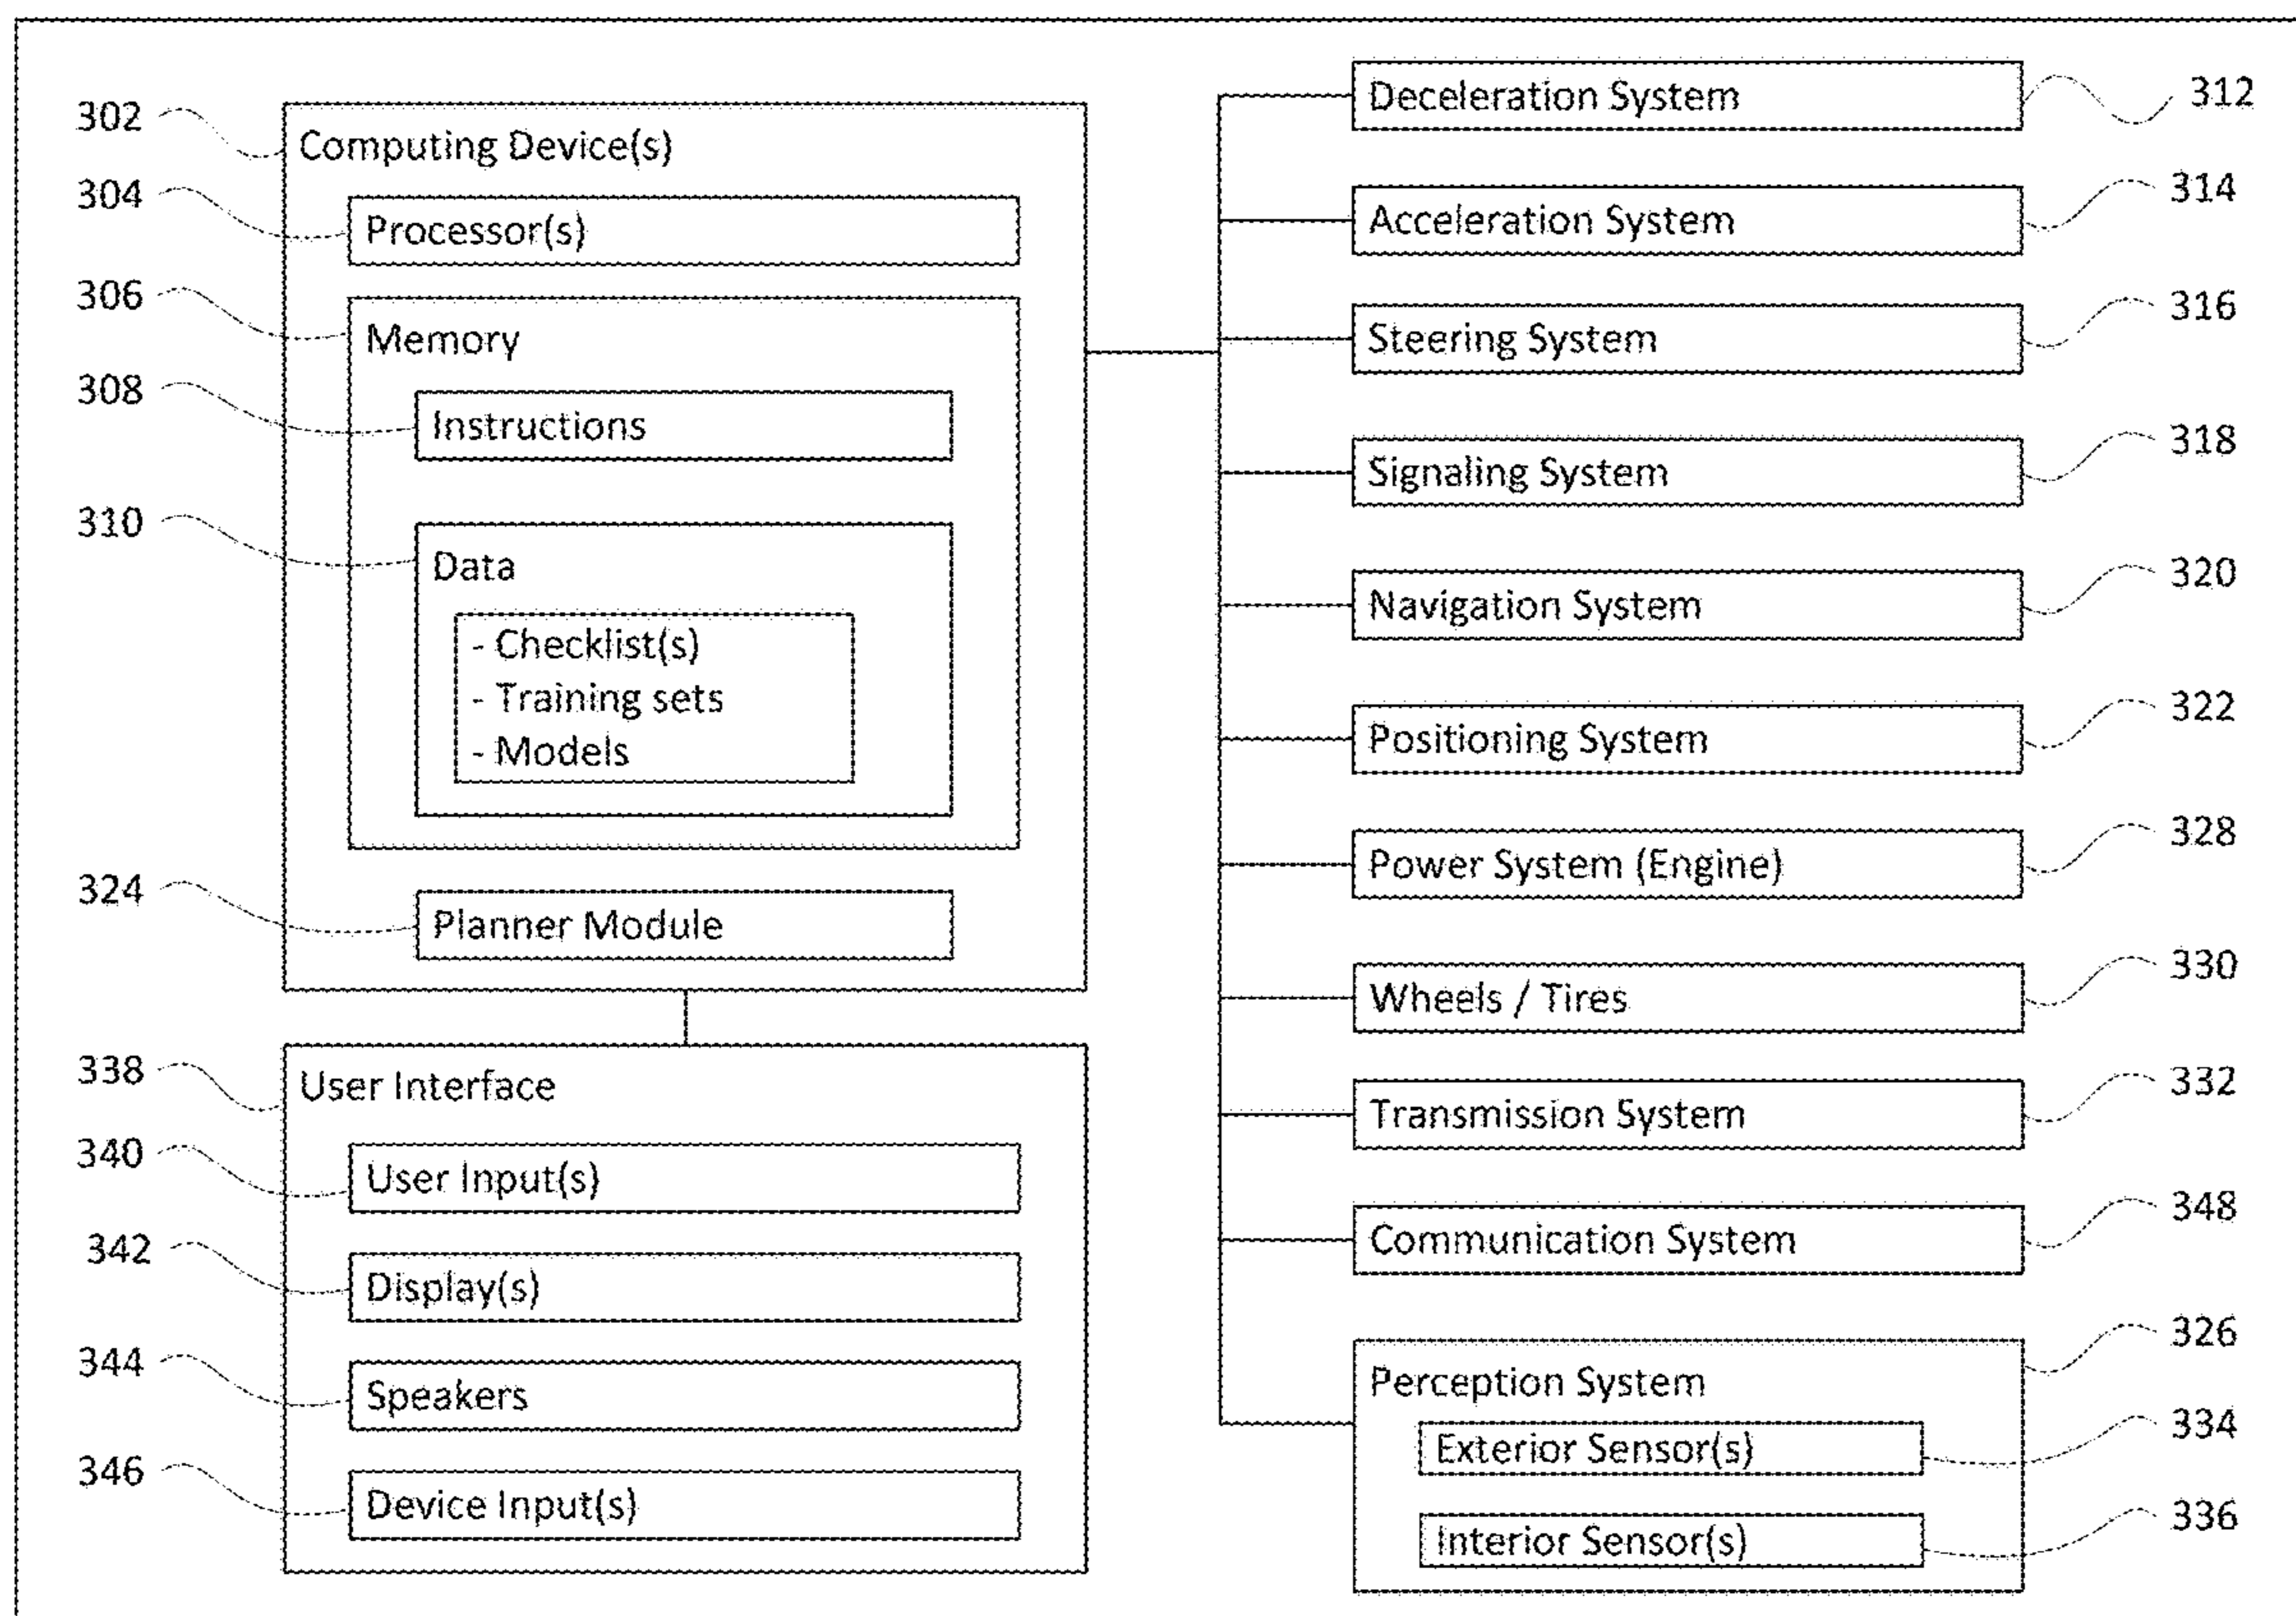 302
Computing Device(s)
304
Processor(s)
306
Memory
308
Instructions
310
Data
- Checklist(s)
- Training sets
- Models
324
Planner Module
338
User Interface
340
User Input(s)
342
Display(s)
344
Speakers
346
Device Input(s)
Deceleration System
312
Acceleration System
314
Steering System
316
Signaling System
318
Navigation System
320
Positioning System
322
Power System (Engine)
328
Wheels / Tires
330
Transmission System
332
Communication System
348
Perception System
326
Exterior Sensor(s)
334
Interior Sensor(s)
336